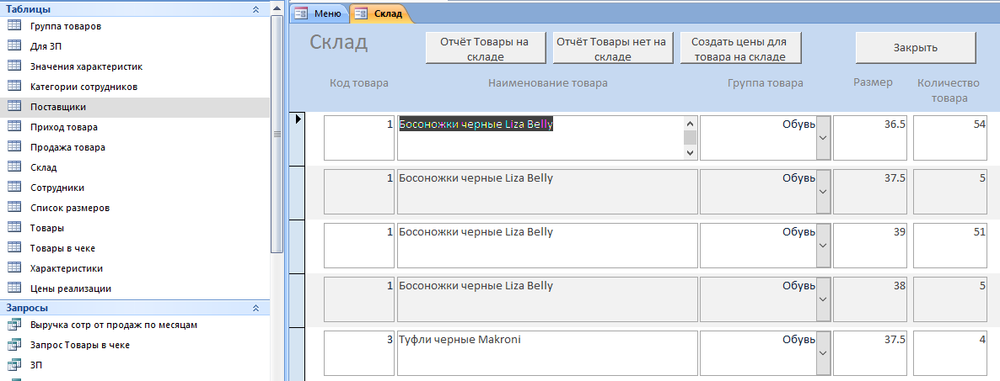 Таблицы
Группа товаров
Для ЗП
Значения характеристик
Категории сотрудников
Поставщики
Приход товара
Продажа товара
Склад
Сотрудники
Список размеров
Товары
Товары в чеке
Характеристики
Цены реализации
Запросы
Выручка сотр от продаж по месяцам
Запрос Товары в чеке
ЗП
Меню Склад
Склад
Отчёт Товары на
складе
Отчёт Товары нет на
складе
Создать цены для
товара на складе
Закрыть
Код товара Наименование товара Группа товара Размер Количество
товара
1 Босоножки черные Liza Belly Обувь 36.5 54
1 Босоножки черные Liza Belly Обувь 37.5 5
1 Босоножки черные Liza Belly Обувь 39 51
1 Босоножки черные Liza Belly Обувь 38 5
3 Туфли черные Makroni Обувь 37.5 4